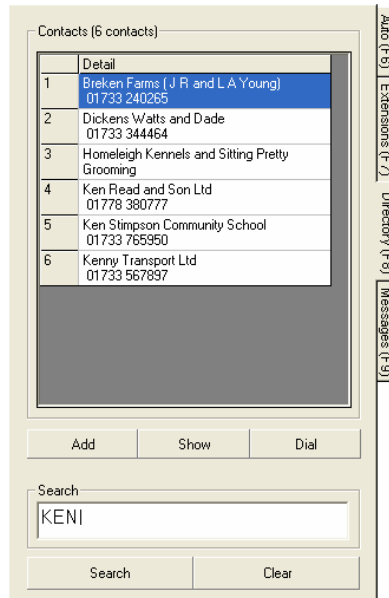 Contacts (6 contacts)
Detail
1 Breken Farms ( J R and L A Young)
01733 240265
2 Dickens Watts and Dade
01733 344464
3 Homeleigh Kennels and Sitting Pretty
Grooming
4 Ken Read and Son Ltd
01778 380777
5 Ken Stimpson Community School
01733 765950
6 Kenny Transport Ltd
01733 567897
Add Show Dial
Search
KEN
Search Clear
Auto (F6)
Extensions (F7)
Directory (F8)
Messages (F9)